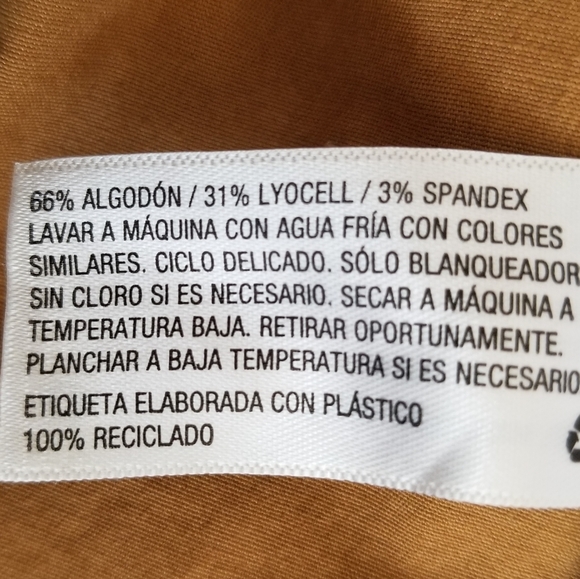 66% ALGODÓN / 31% LYOCELL / 3% SPANDEX
LAVAR A MÁQUINA CON AGUA FRÍA CON COLORES
SIMILARES. CICLO DELICADO. SÓLO BLANQUEADOR
SIN CLORO SI ES NECESARIO. SECAR A MÁQUINA A
TEMPERATURA BAJA. RETIRAR OPORTUNAMENTE.
PLANCHAR A BAJA TEMPERATURA SI ES NECESARIO
ETIQUETA ELABORADA CON PLÁSTICO
100% RECICLADO